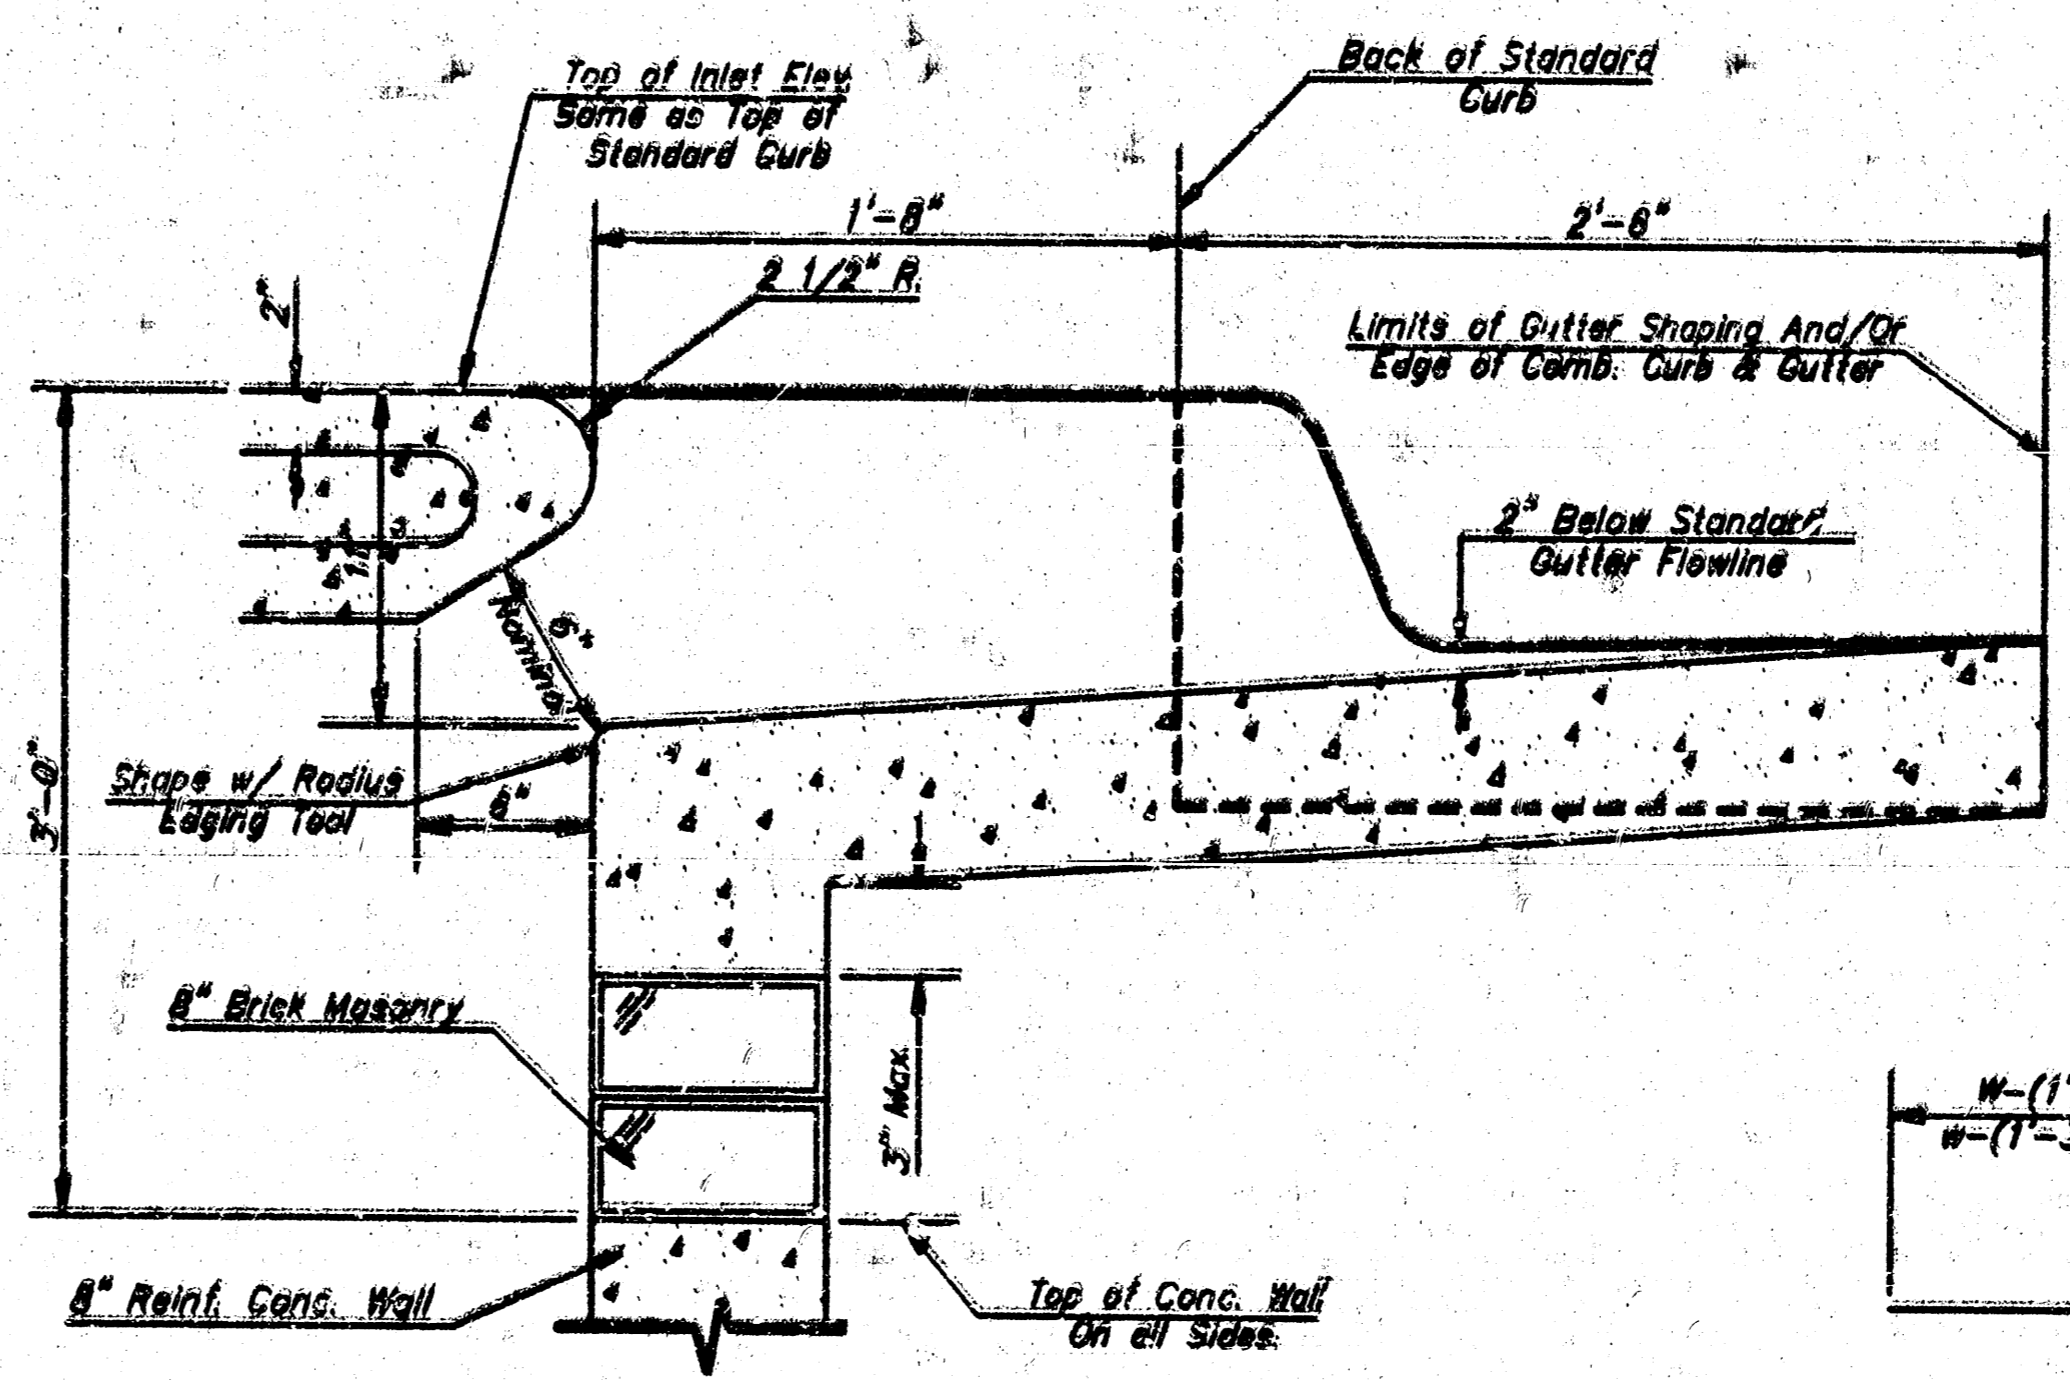 Top of Inlet Elev.
Same as Top of
Standard Curb
Back of Standard
Curb
1'-8"
2'-6"
2 1/2" R.
2"
Limits of Gutter Shaping And/Or
Edge of Comb. Curb & Gutter
2" Below Standard
Gutter Flowline
6"
Nominal
3'-0"
Shape w/ Radius
Edging Tool
6"
8" Brick Masonry
3" Max.
W-(1'
W-(1'-3
8" Reinf. Conc. Wall
Top of Conc. Wall
On all Sides.